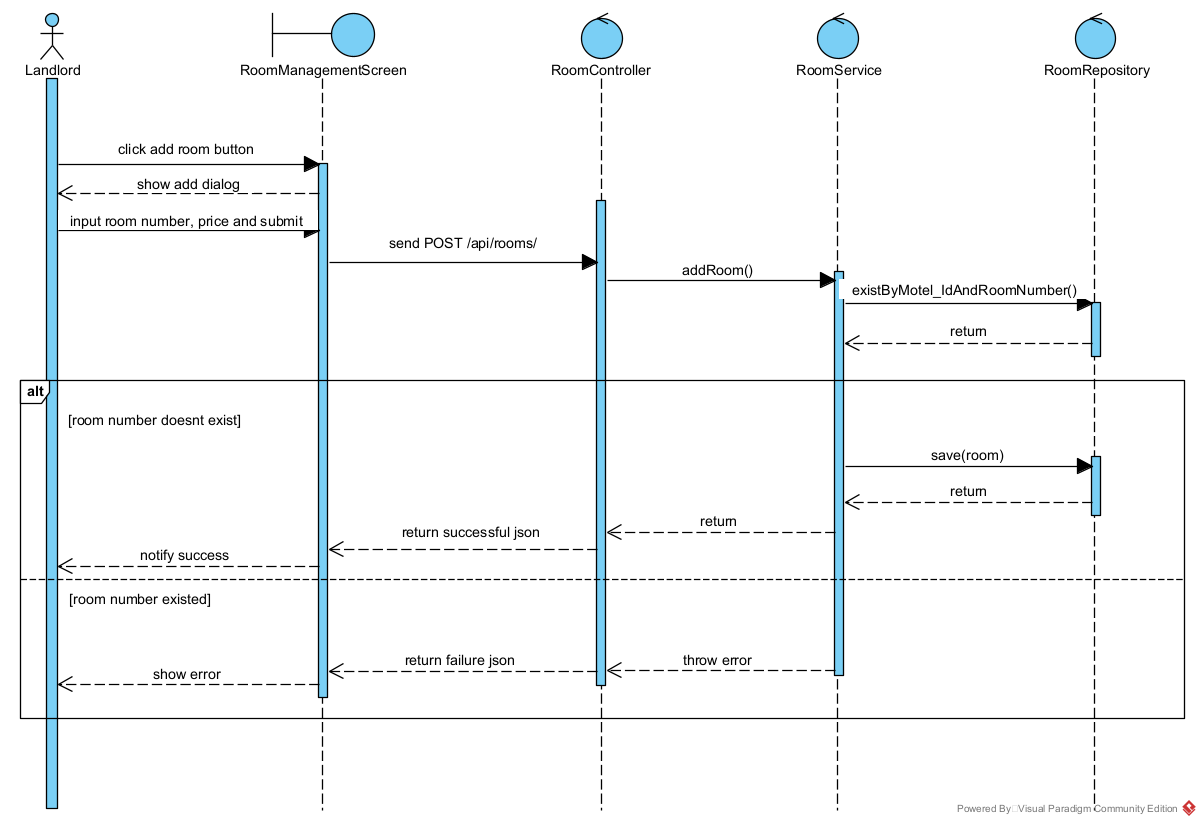 Landlord
RoomManagementScreen
RoomController
RoomService
RoomRepository
click add room button
show add dialog
input room number, price and submit
send POST /api/rooms/
addRoom()
existByMotel_IdAndRoomNumber()
return
alt
[room number doesnt exist]
save(room)
return
return
return successful json
notify success
[room number existed]
throw error
return failure json
show error
Powered By Visual Paradigm Community Edition